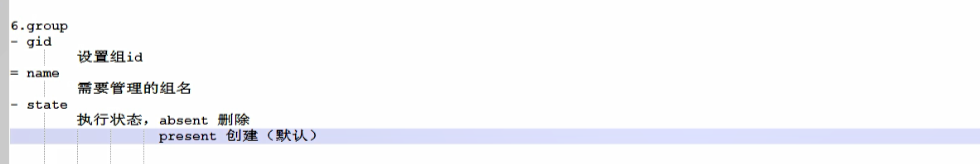 6.group
- gid
设置组id
= name
需要管理的组名
- state
执行状态，absent 删除
present 创建（默认）